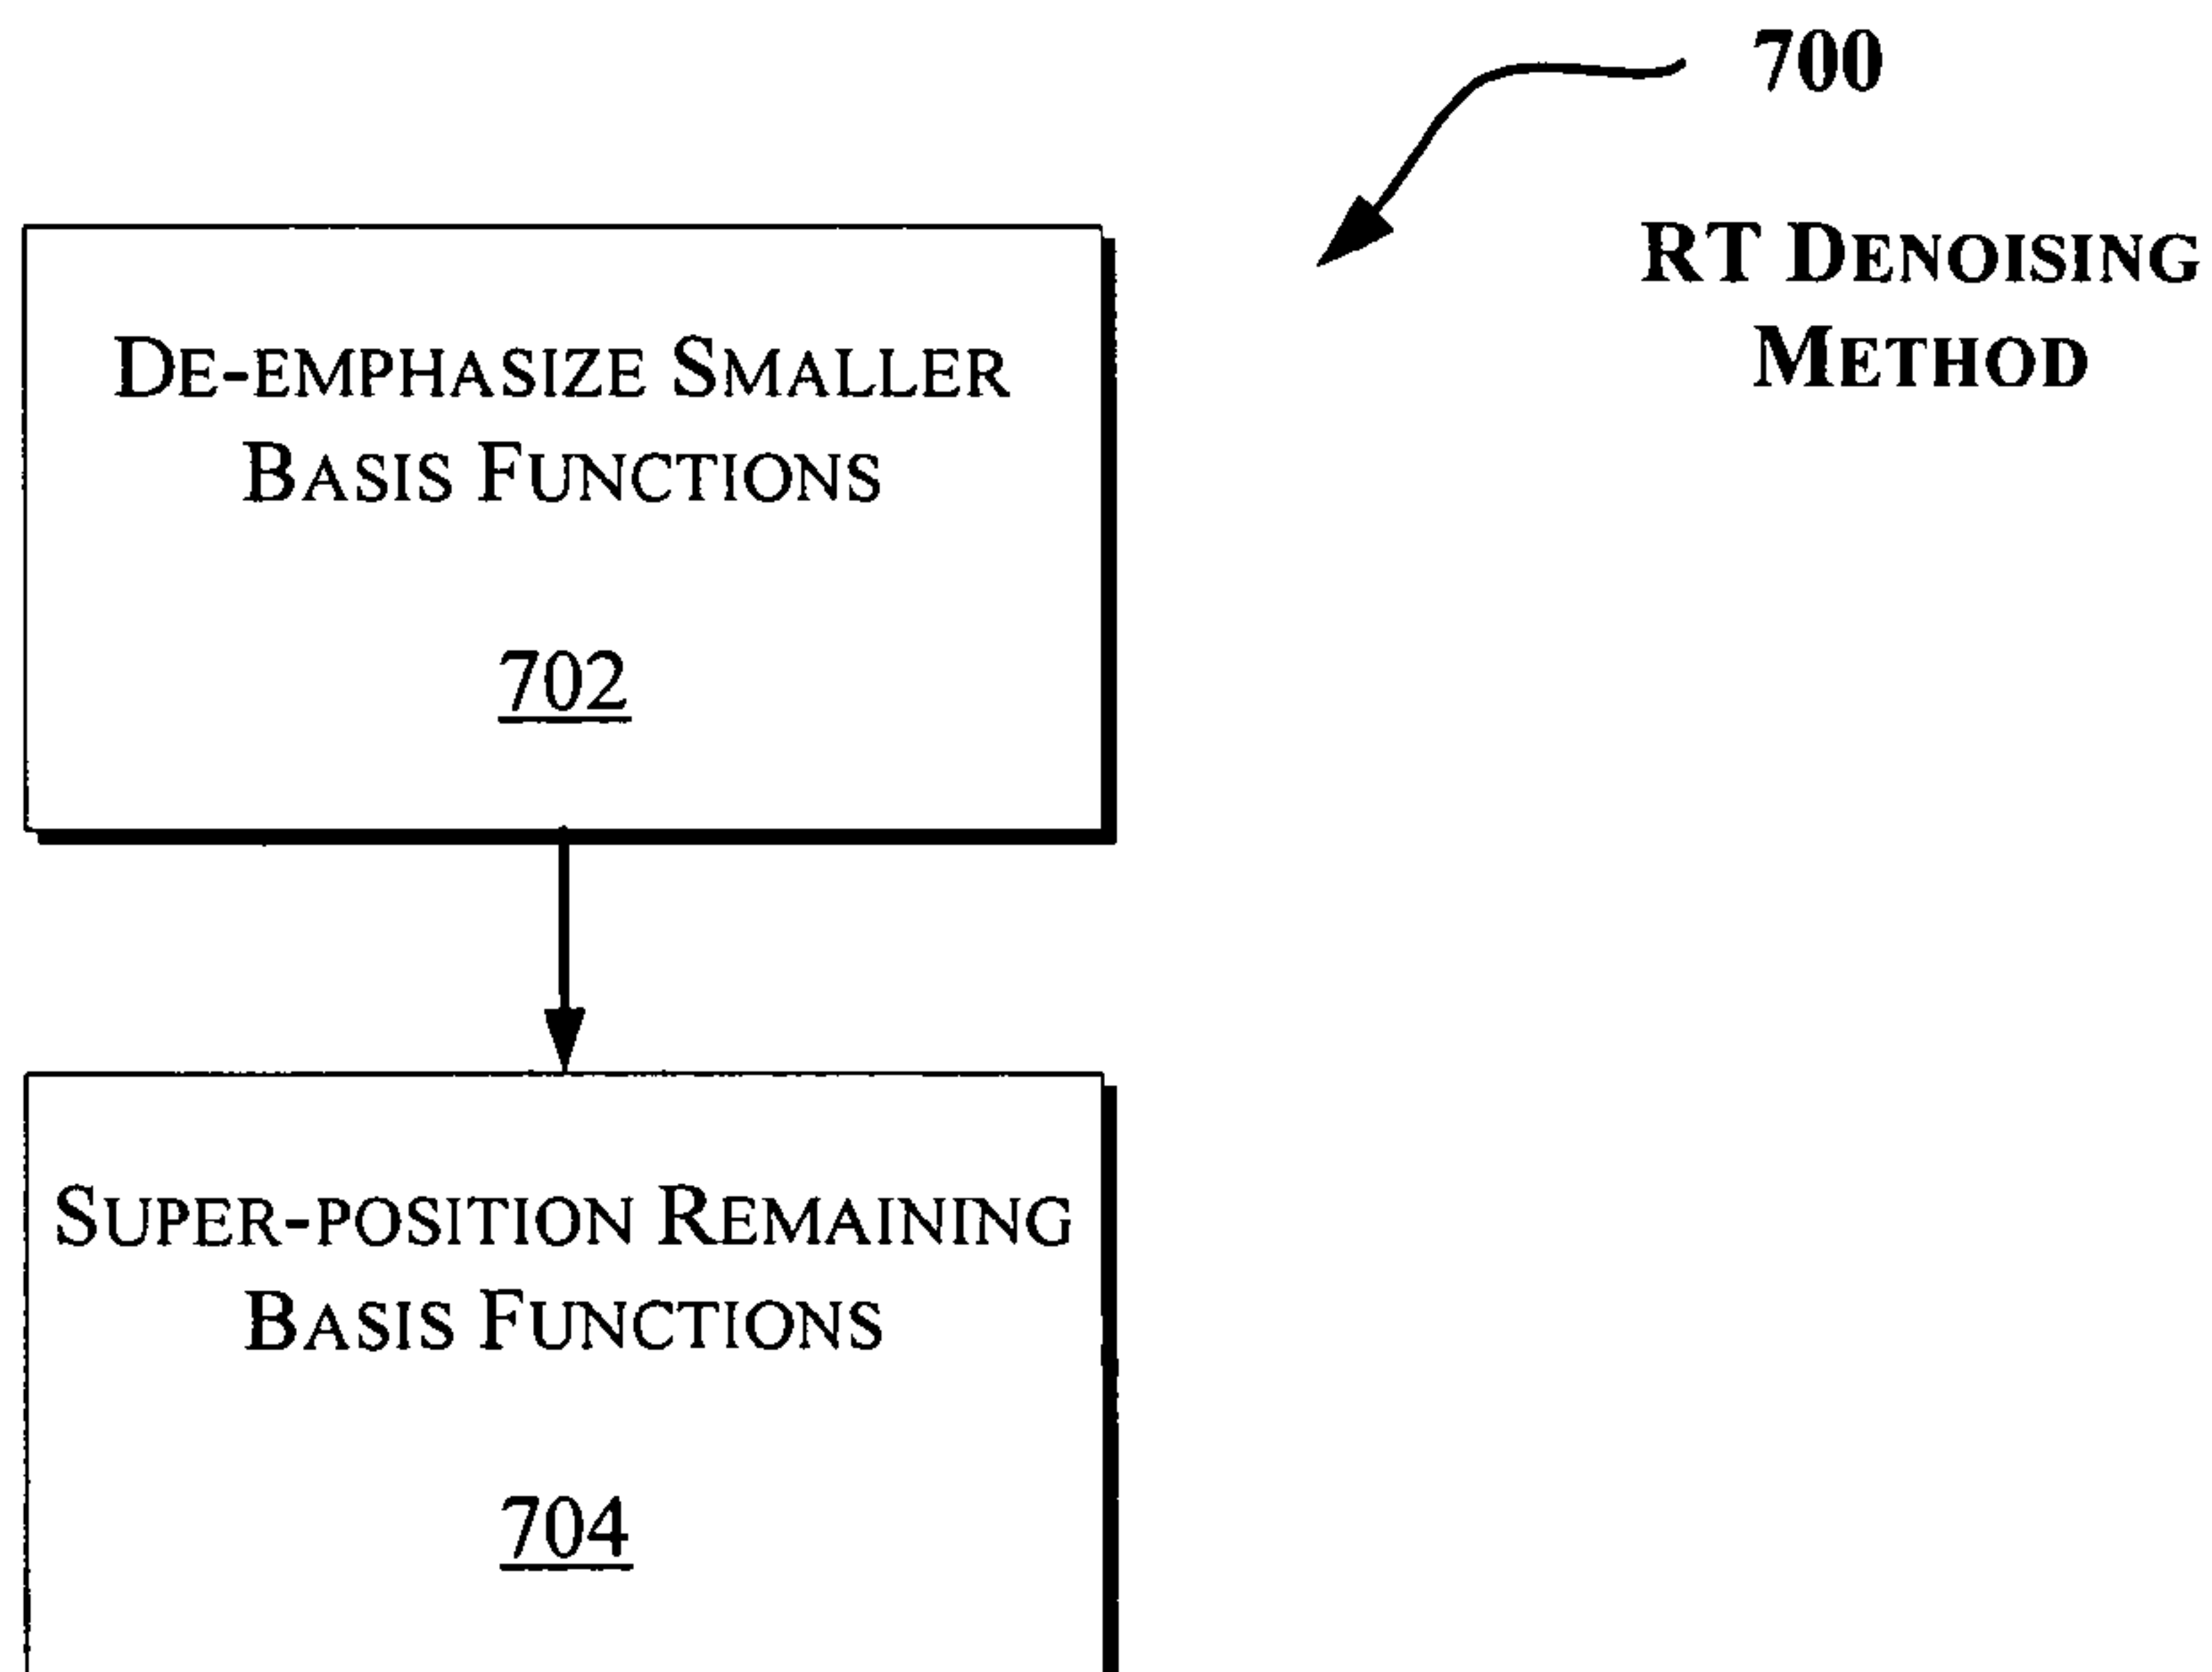 700
RT DENOISING
METHOD
DE-EMPHASIZE SMALLER
BASIS FUNCTIONS
702
SUPER-POSITION REMAINING
BASIS FUNCTIONS
704